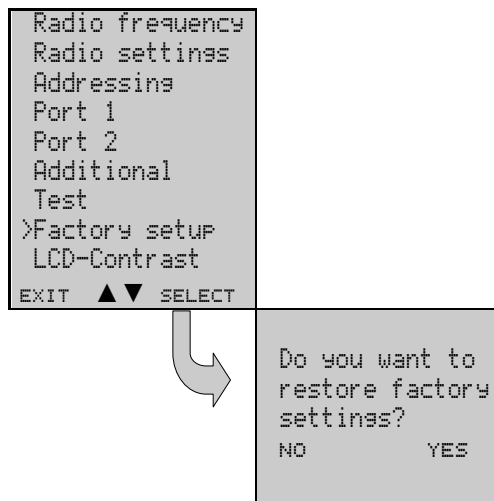 Radio frequency
Radio settings
Addressing
Port 1
Port 2
Additional
Test
>Factory setup
LCD-Contrast
EXIT ▲ ▼ SELECT
Do you want to
restore factory
settings?
NO YES